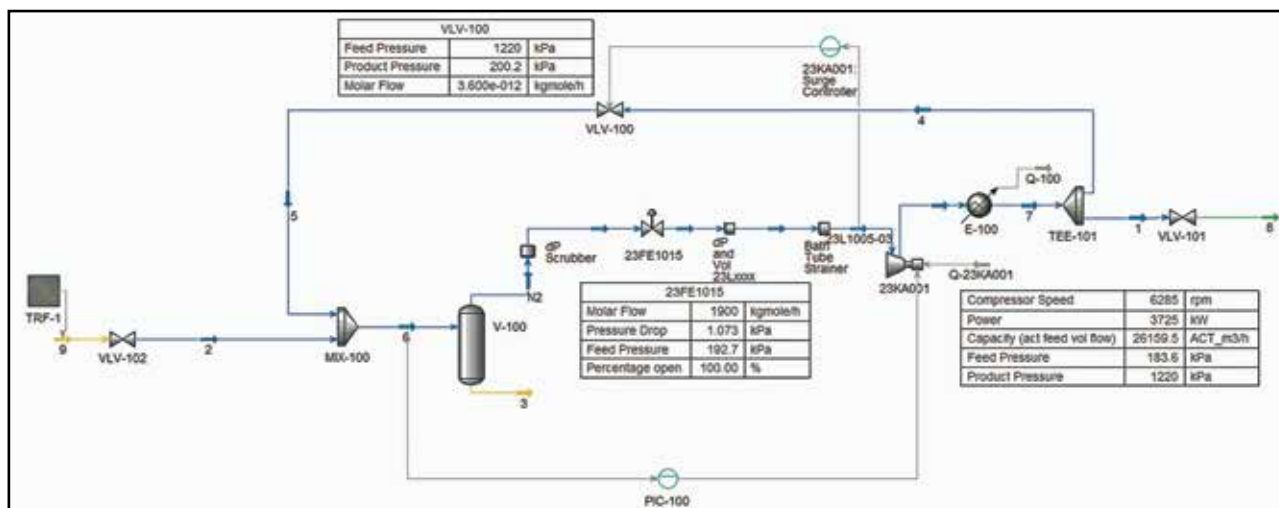 VLV-100
Feed Pressure 1220 kPa
Product Pressure 200.2 kPa
Molar Flow 3.600e-012 kgmole/h
23KA001:
Surge
Controller
VLV-100
4
Q-100
5
7
E-100
TEE-101
1
VLV-101
8
dP
Scrubber
23FE1015
dP
and
Vol
23Lxxxx
Bath
Tube
Strainer
23L1005-03
23KA001
Q-23KA001
N2
TRF-1
9
VLV-102
2
MIX-100
6
V-100
3
23FE1015
Molar Flow 1900 kgmole/h
Pressure Drop 1.073 kPa
Feed Pressure 192.7 kPa
Percentage open 100.00 %
Compressor Speed 6285 rpm
Power 3725 kW
Capacity (act feed vol flow) 26159.5 ACT_m3/h
Feed Pressure 183.6 kPa
Product Pressure 1220 kPa
PIC-100